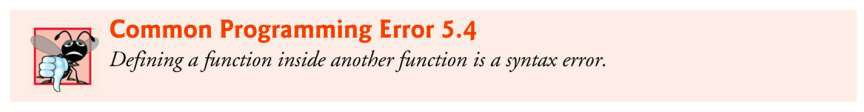 Common Programming Error 5.4
Defining a function inside another function is a syntax error.